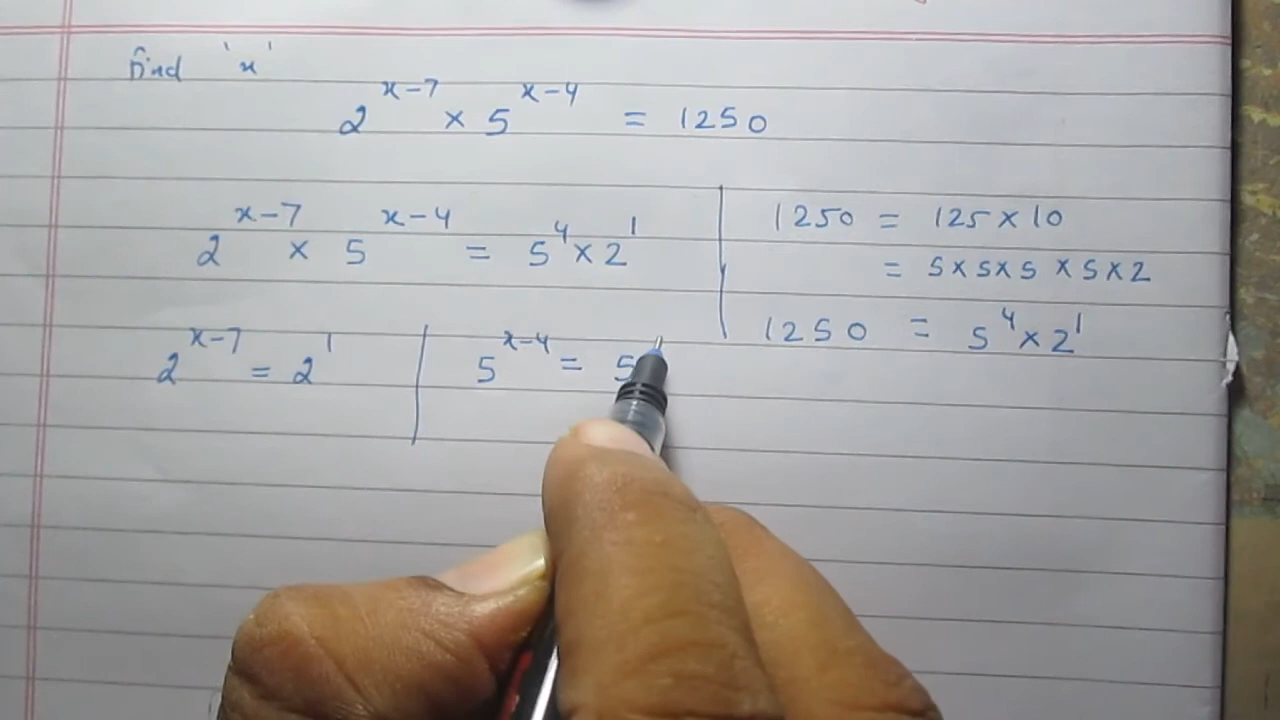 find 'x'
2^{x-7} × 5^{x-4} = 1250
2^{x-7} × 5^{x-4} = 5^4 × 2^1
1250 = 125 × 10
= 5 × 5 × 5 × 5 × 2
1250 = 5^4 × 2^1
2^{x-7} = 2^1
5^{x-4} = 5